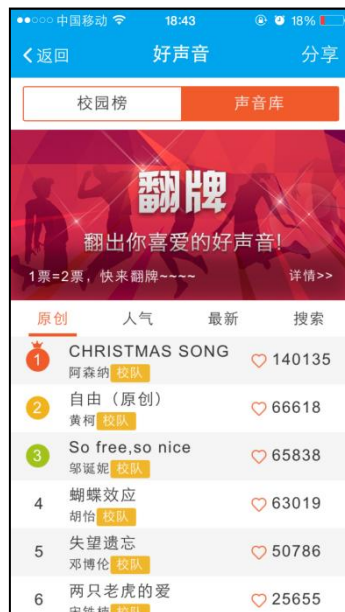 中国移动 18:43 18%
返回 好声音 分享
校园榜 声音库
翻牌
翻出你喜爱的好声音!
1票=2票，快来翻牌~~~~ 详情>>
原创 人气 最新 搜索
1 CHRISTMAS SONG 140135
阿森纳 校队
2 自由（原创） 66618
黄柯 校队
3 So free,so nice 65838
邬诞妮 校队
4 蝴蝶效应 63019
胡怡 校队
5 失望遗忘 50786
邓博伦 校队
6 两只老虎的爱 25655
校队